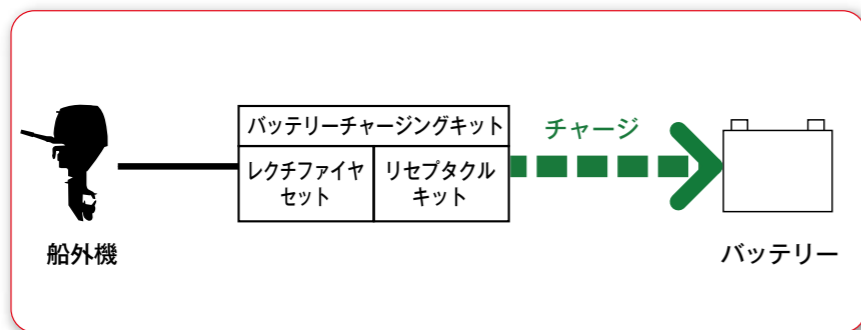 バッテリーチャージングキット
レクチファイヤ
セット
リセプタクル
キット
チャージ
船外機
バッテリー